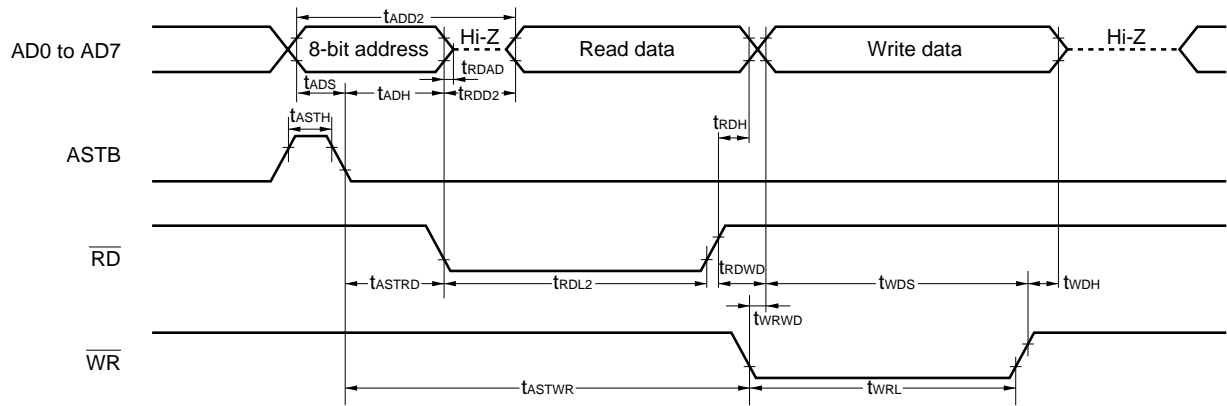 tADD2
AD0 to AD7
8-bit address
Hi-Z
Read data
Write data
Hi-Z
tRDAD
tADS
tADH
tRDD2
tASTH
tRDH
ASTB
RD
tASTRD
tRDL2
tRDWD
tWDS
tWDH
tWRWD
WR
tASTWR
tWRL